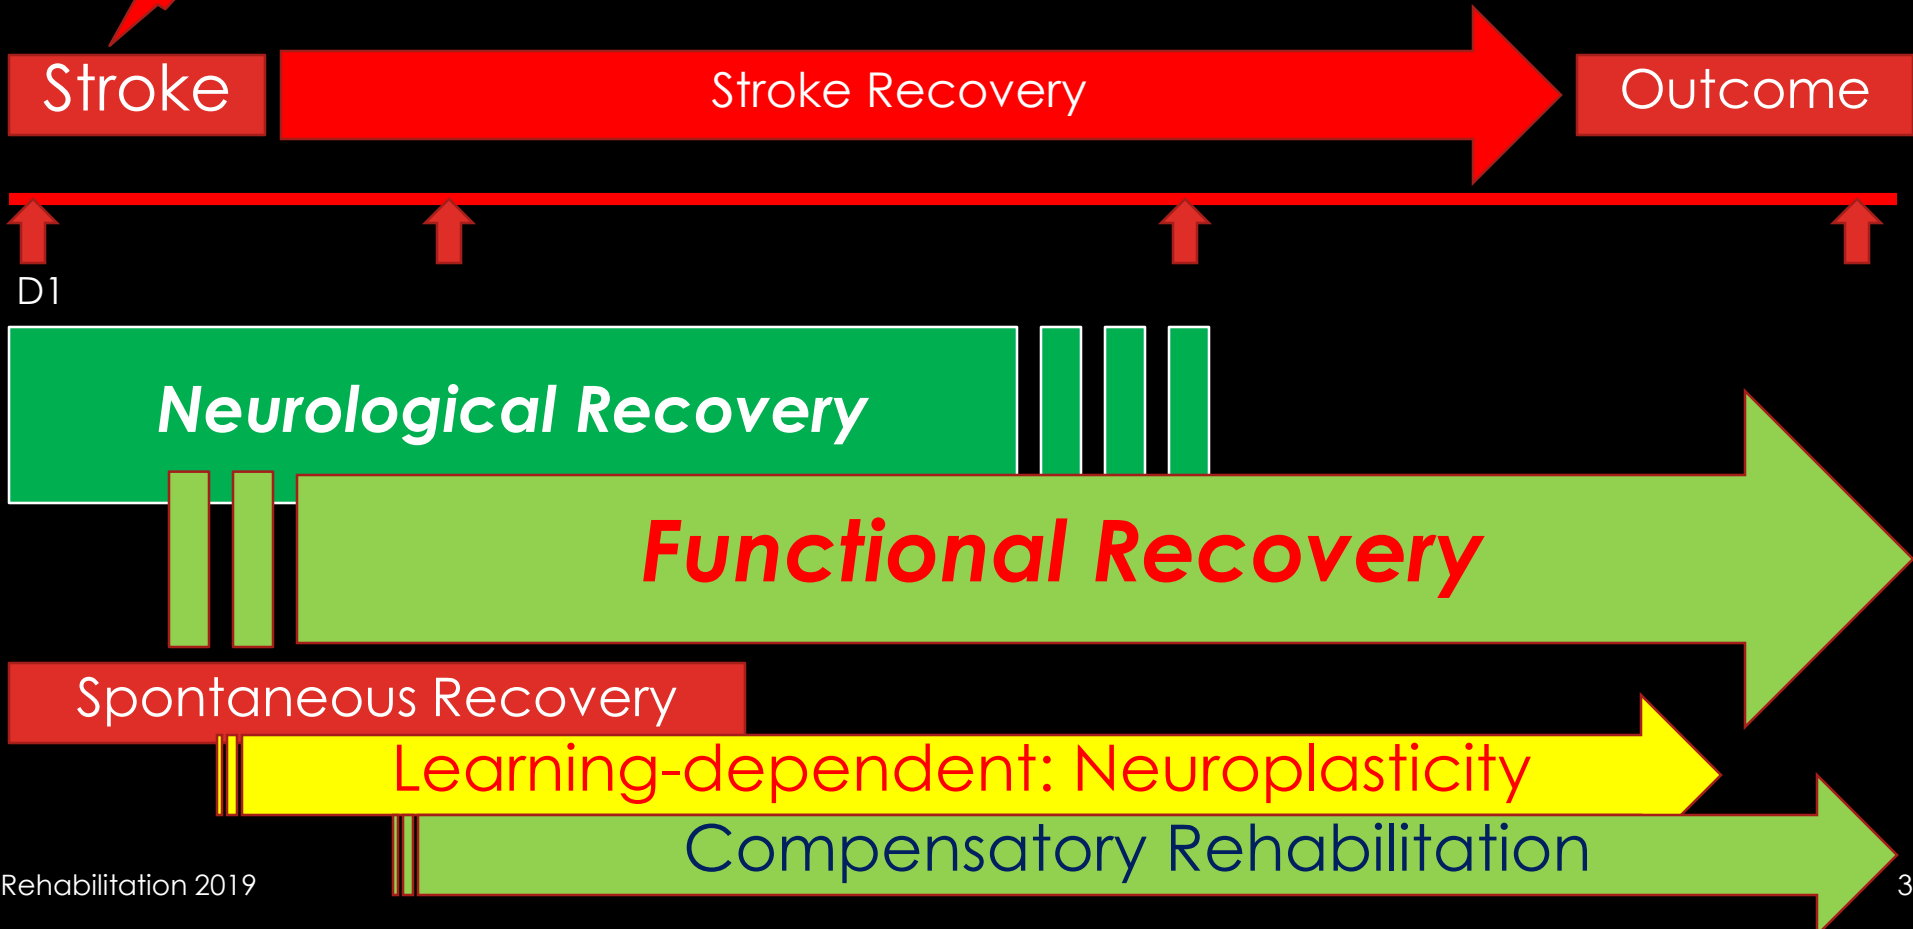 Stroke
Stroke Recovery
Outcome
D1
Neurological Recovery
Functional Recovery
Spontaneous Recovery
Learning-dependent: Neuroplasticity
Compensatory Rehabilitation
Rehabilitation 2019
3